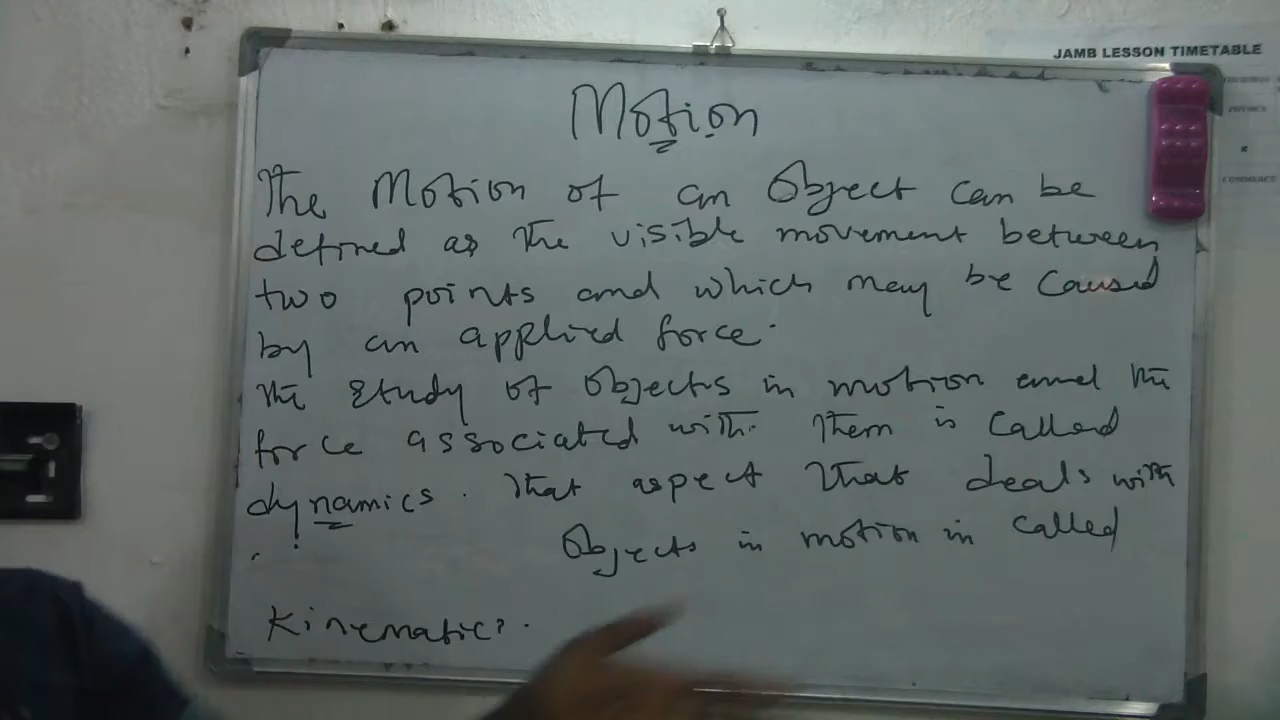 JAMB LESSON TIMETABLE
PHYSICS
COMMERCE
Motion
The Motion of an Object can be
defined as the visible movement between
two points and which may be caused
by an applied force.
The study of objects in motion and the
force associated with them is called
dynamics. That aspect that deals with
Objects in motion in called
Kinematics.